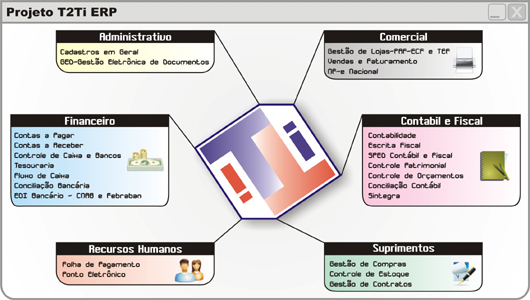 Projeto T2Ti ERP
Administrativo
Cadastros em Geral
GED-Gestão Eletrônica de Documentos
Comercial
Gestão de Lojas-PAF-ECF e TEF
Vendas e Faturamento
NF-e Nacional
Financeiro
Contas a Pagar
Contas a Receber
Controle de Caixa e Bancos
Tesouraria
Fluxo de Caixa
Conciliação Bancária
EDI Bancário - CNAB e Febraban
Contabil e Fiscal
Contabilidade
Escrita Fiscal
SPED Contábil e Fiscal
Controle Patrimonial
Controle de Orçamentos
Conciliação Contábil
Sintegra
T2Ti
Recursos Humanos
Folha de Pagamento
Ponto Eletrônico
Suprimentos
Gestão de Compras
Controle de Estoque
Gestão de Contratos